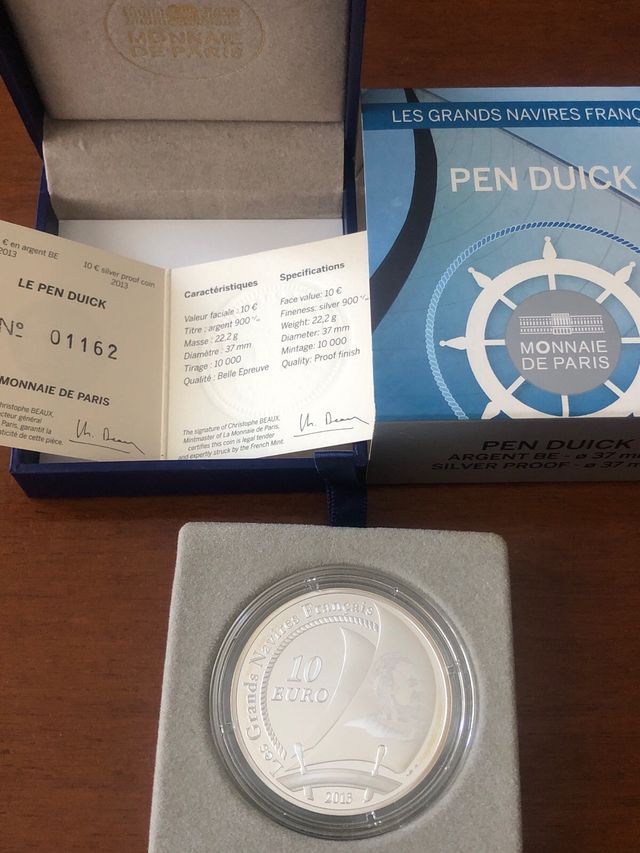 MONNAIE
DE PARIS
LES GRANDS NAVIRES
PEN DUICK
MONNAIE
DE PARIS
PEN DUICK
ARGENT BE - ø 37
SILVER PROOF - ø 37
€ en argent BE
2013
10 € silver proof coin
2013
LE PEN DUICK
Nº 01162
MONNAIE DE PARIS
Christophe BEAUX,
général
Paris, garantit la
de cette pièce.
Caractéristiques
Valeur faciale : 10 €
Titre : argent 900 °/°°
Masse : 22,2 g
Diamètre : 37 mm
Tirage : 10 000
Qualité : Belle Epreuve
Specifications
Face value: 10 €
Fineness: silver 900 °/°°
Weight: 22,2 g
Diameter: 37 mm
Mintage: 10 000
Quality: Proof finish
The signature of Christophe BEAUX,
Mintmaster of La Monnaie de Paris,
certifies this coin is legal tender
and expertly struck by the French Mint.
Les Grands Navires Français
10
EURO
2013